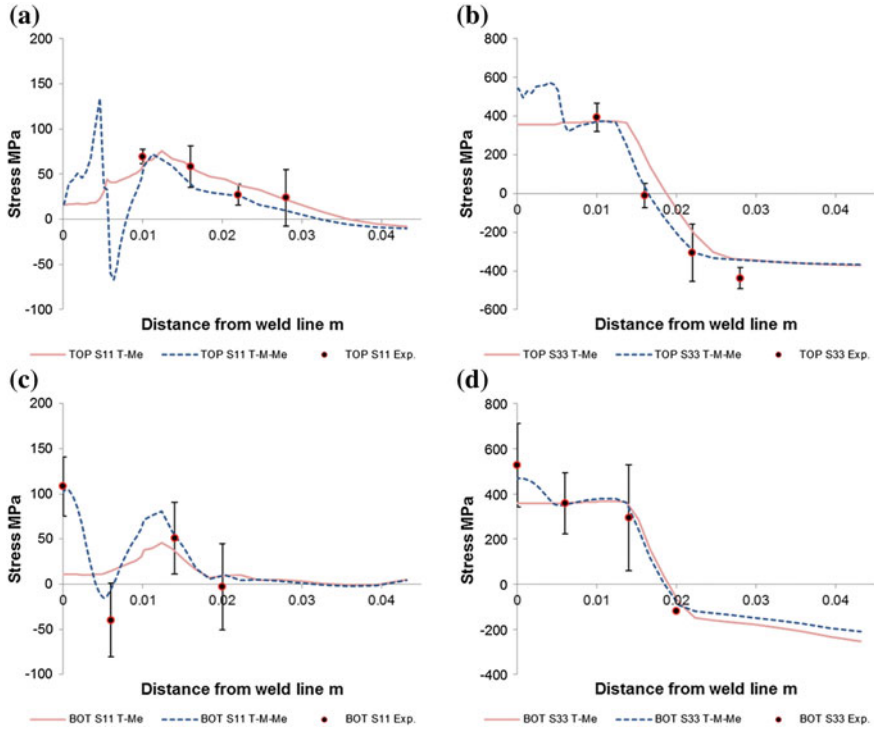 (a)
200
150
100
50
0
-50
-100
0
0.01
0.02
0.03
0.04
Stress MPa
Distance from weld line m
TOP S11 T-Me
TOP S11 T-M-Me
TOP S11 Exp.
(b)
800
600
400
200
0
-200
-400
-600
0
0.01
0.02
0.03
0.04
Stress MPa
Distance from weld line m
TOP S33 T-Me
TOP S33 T-M-Me
TOP S33 Exp.
(c)
200
150
100
50
0
-50
-100
0
0.01
0.02
0.03
0.04
Stress MPa
Distance from weld line m
BOT S11 T-Me
BOT S11 T-M-Me
BOT S11 Exp.
(d)
800
600
400
200
0
-200
-400
0
0.01
0.02
0.03
0.04
Stress MPa
Distance from weld line m
BOT S33 T-Me
BOT S33 T-M-Me
BOT S33 Exp.